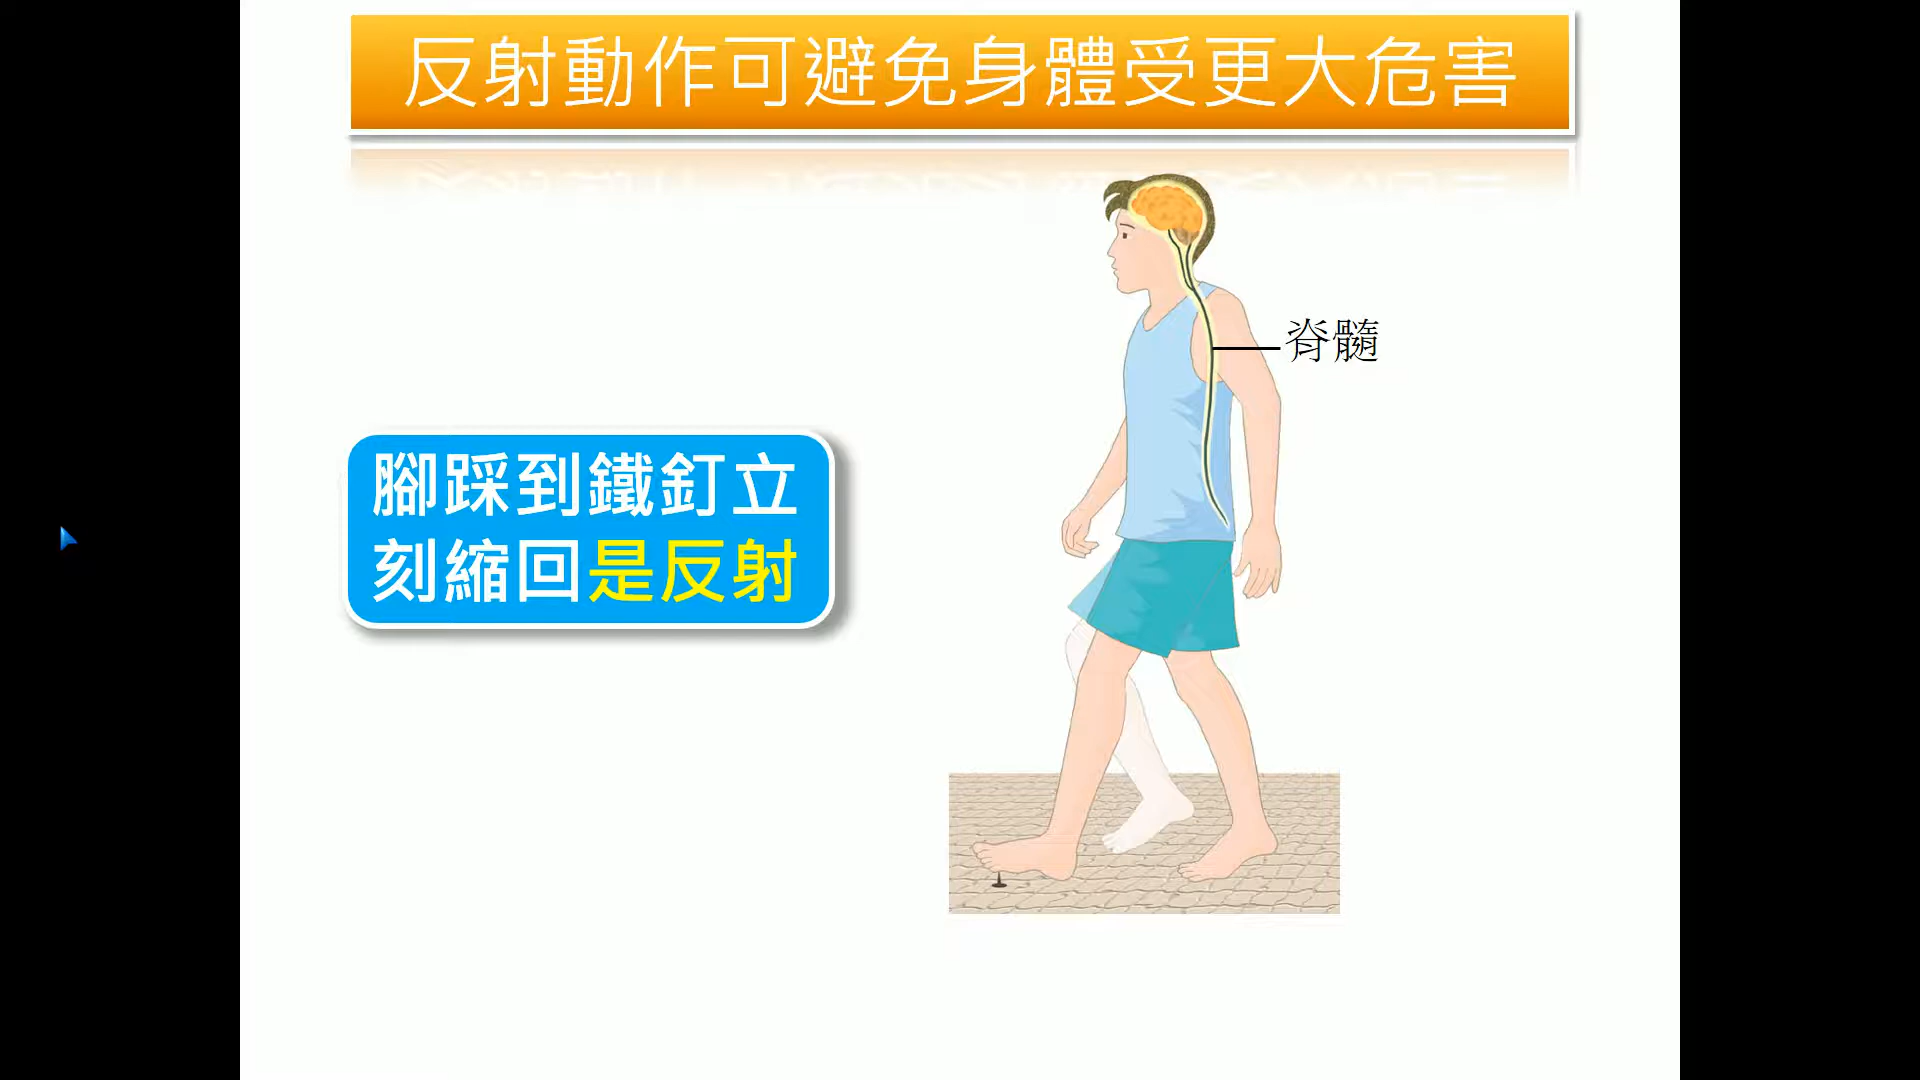 反射動作可避免身體受更大危害
脊髓
腳踩到鐵釘立
刻縮回是反射